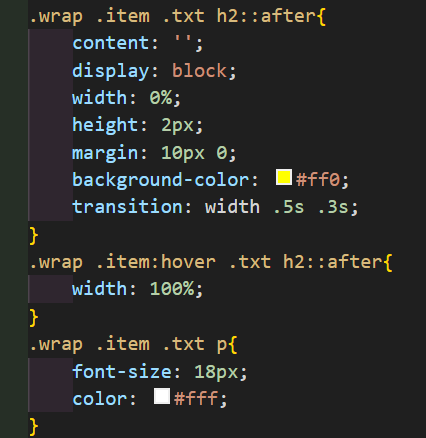 .wrap .item .txt h2::after{
    content: '';
    display: block;
    width: 0%;
    height: 2px;
    margin: 10px 0;
    background-color: #ff0;
    transition: width .5s .3s;
}
.wrap .item:hover .txt h2::after{
    width: 100%;
}
.wrap .item .txt p{
    font-size: 18px;
    color: #fff;
}